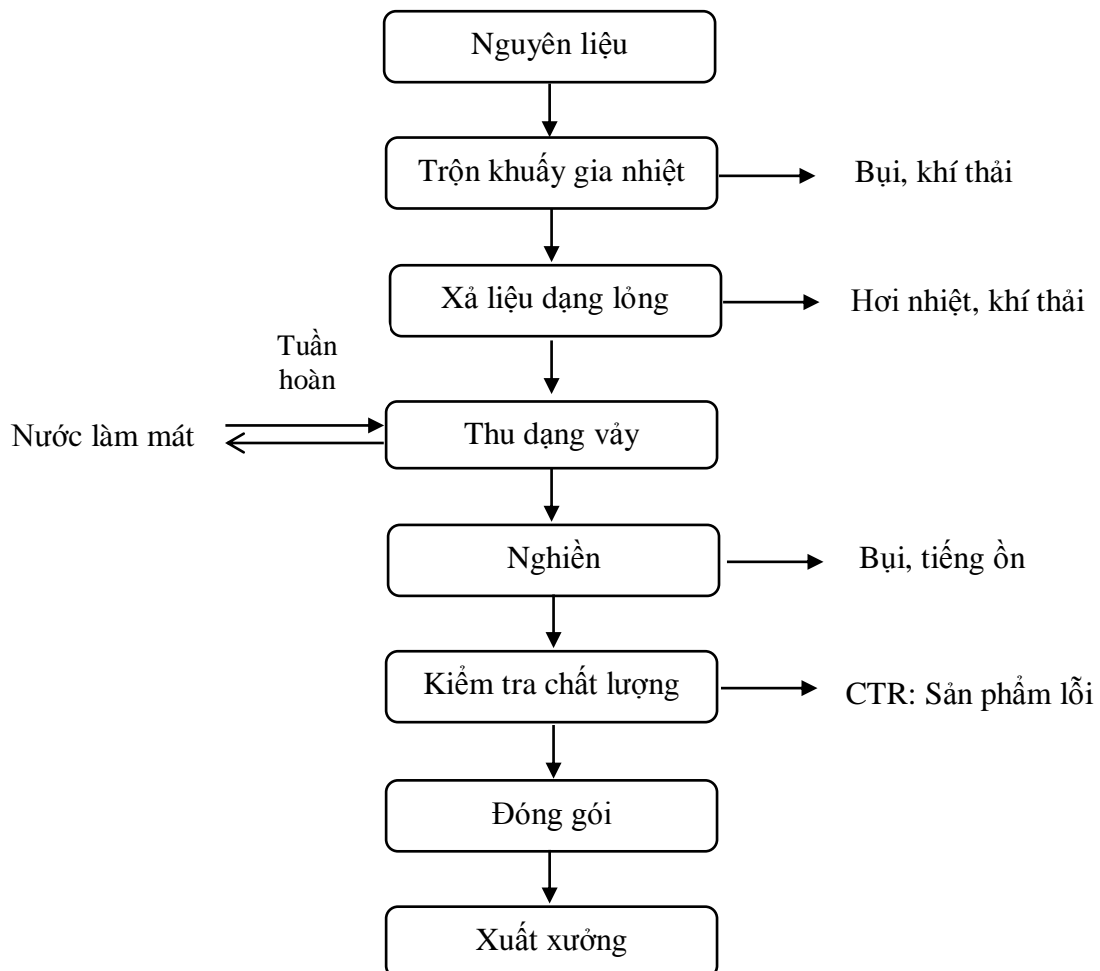 Nguyên liệu
Trộn khuấy gia nhiệt
Bụi, khí thải
Xả liệu dạng lỏng
Hơi nhiệt, khí thải
Tuần
hoàn
Nước làm mát
Thu dạng vảy
Nghiền
Bụi, tiếng ồn
Kiểm tra chất lượng
CTR: Sản phẩm lỗi
Đóng gói
Xuất xưởng